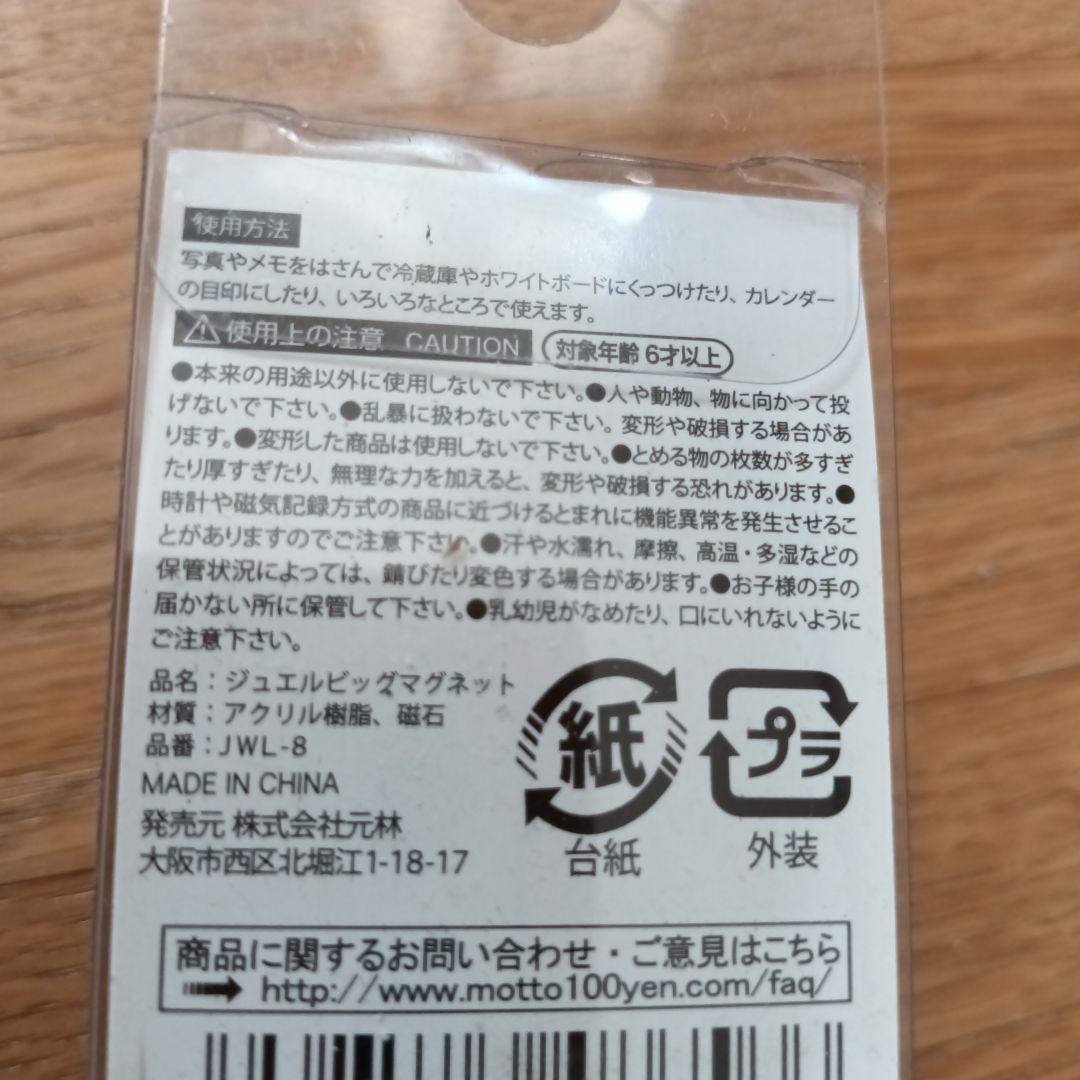 使用方法
写真やメモをはさんで冷蔵庫やホワイトボードにくっつけたり、カレンダー
の目印にしたり、いろいろなところで使えます。
使用上の注意 CAUTION 対象年齢 6才以上
●本来の用途以外に使用しないで下さい。●人や動物、物に向かって投
げないで下さい。●乱暴に扱わないで下さい。変形や破損する場合があ
ります。●変形した商品は使用しないで下さい。●とめる物の枚数が多すぎ
たり厚すぎたり、無理な力を加えると、変形や破損する恐れがあります。●
時計や磁気記録方式の商品に近づけるとまれに機能異常を発生させるこ
とがありますのでご注意下さい。●汗や水濡れ、摩擦、高温・多湿などの
保管状況によっては、錆びたり変色する場合があります。●お子様の手の
届かない所に保管して下さい。●乳幼児がなめたり、口にいれないように
ご注意下さい。
品名：ジュエルビッグマグネット
材質：アクリル樹脂、磁石
品番：JWL-8
MADE IN CHINA
発売元 株式会社元林
大阪市西区北堀江1-18-17
紙
台紙
プラ
外装
商品に関するお問い合わせ・ご意見はこちら
http://www.motto100yen.com/faq/